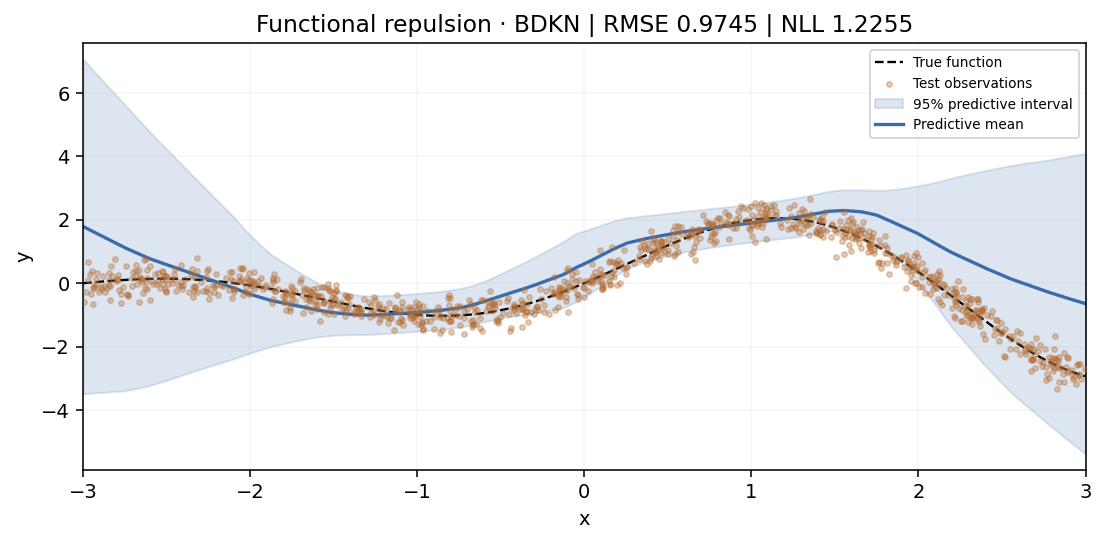 Functional repulsion · BDKN | RMSE 0.9745 | NLL 1.2255
True function
Test observations
95% predictive interval
Predictive mean
y
6
4
2
0
−2
−4
−3
−2
−1
0
1
2
3
x